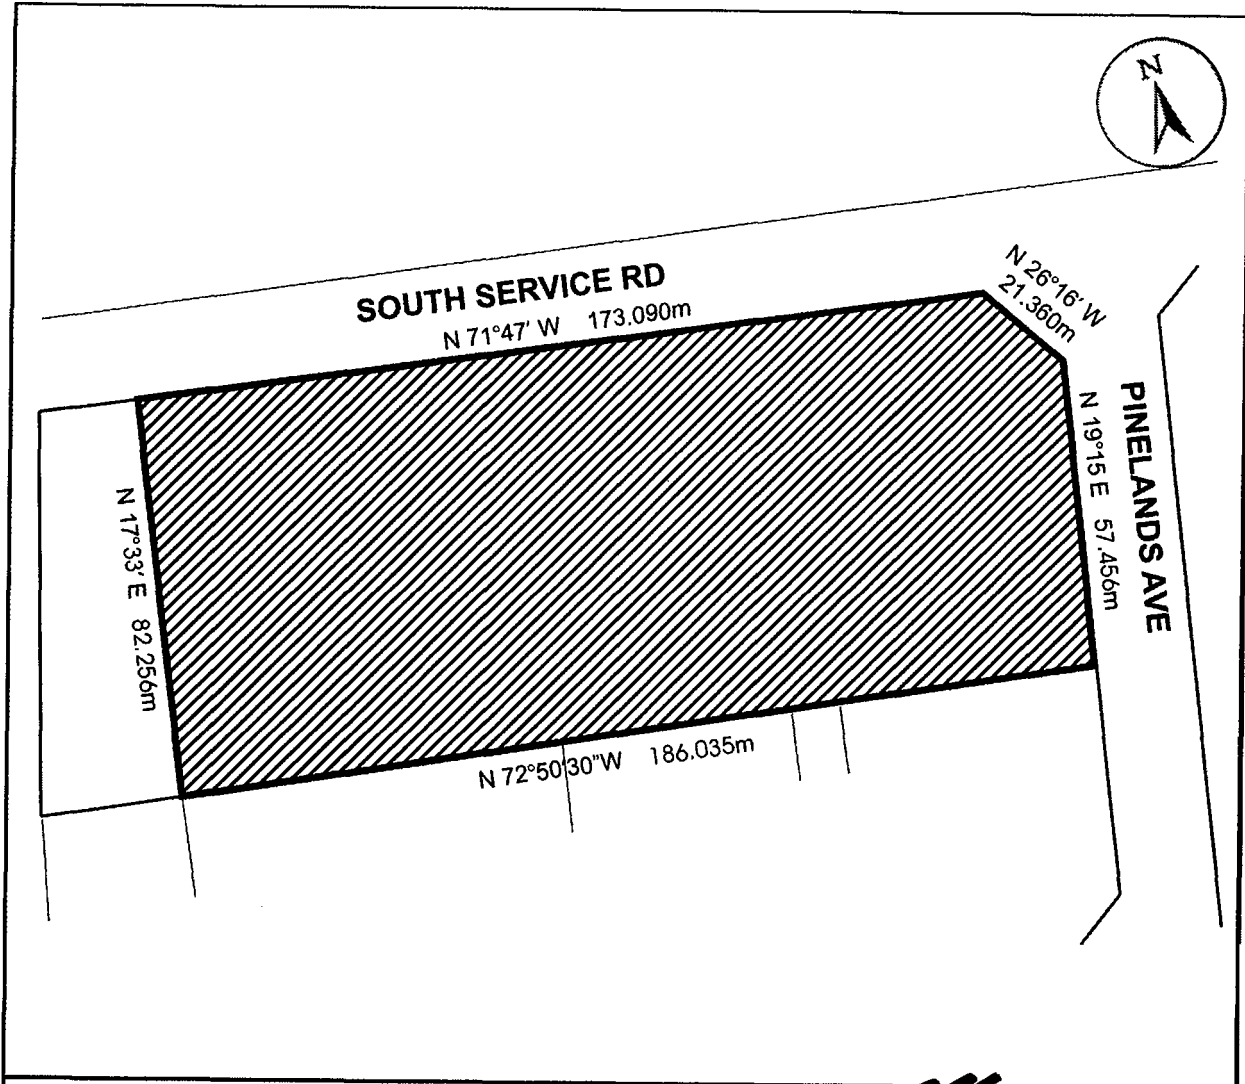 N
SOUTH SERVICE RD
N 71°47' W 173.090m
N 26°16' W
21.360m
PINELANDS AVE
N 19°15 E 57.456m
N 17°33' E 82.256m
N 72°50'30"W 186.035m